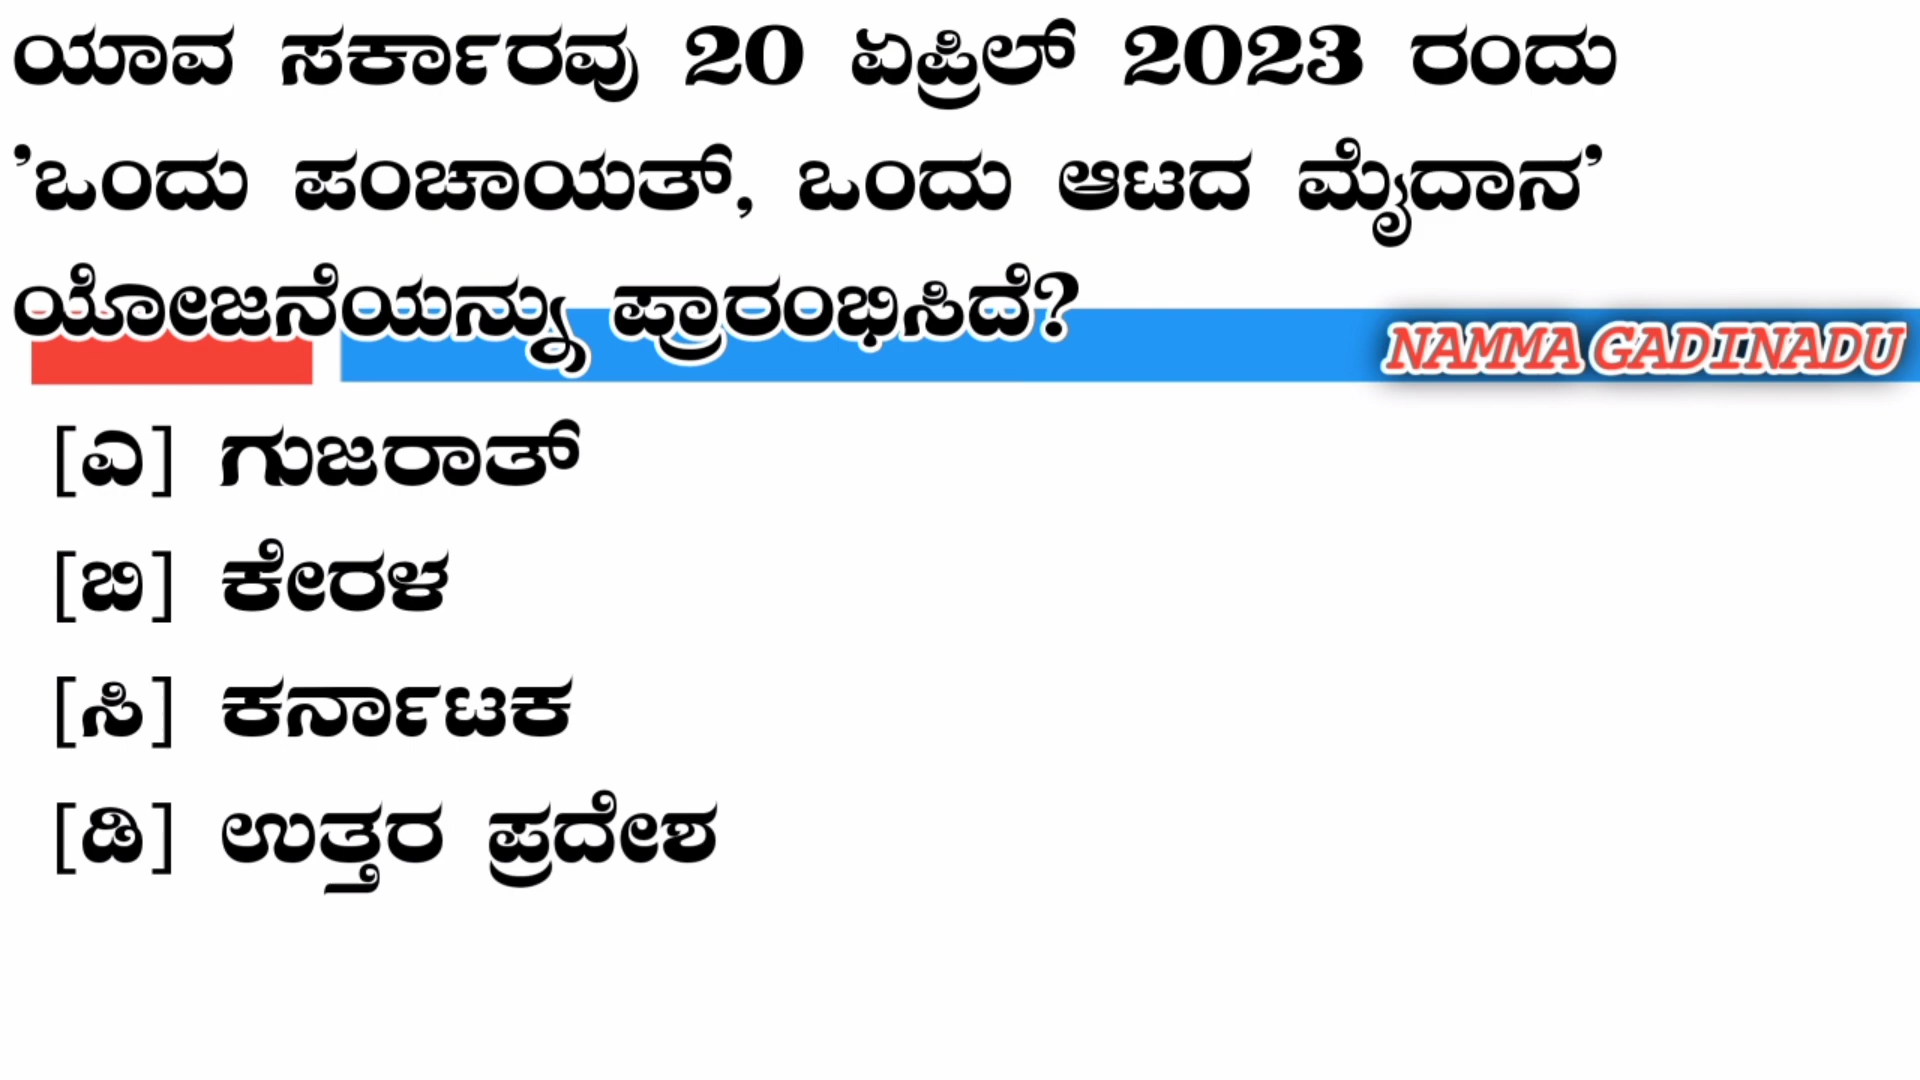 ಯಾವ ಸರ್ಕಾರವು 20 ಏಪ್ರಿಲ್ 2023 ರಂದು
'ಒಂದು ಪಂಚಾಯತ್, ಒಂದು ಆಟದ ಮೈದಾನ'
ಯೋಜನೆಯನ್ನು ಪ್ರಾರಂಭಿಸಿದೆ?
NAMMA GADINADU
[ಎ] ಗುಜರಾತ್
[ಬಿ] ಕೇರಳ
[ಸಿ] ಕರ್ನಾಟಕ
[ಡಿ] ಉತ್ತರ ಪ್ರದೇಶ